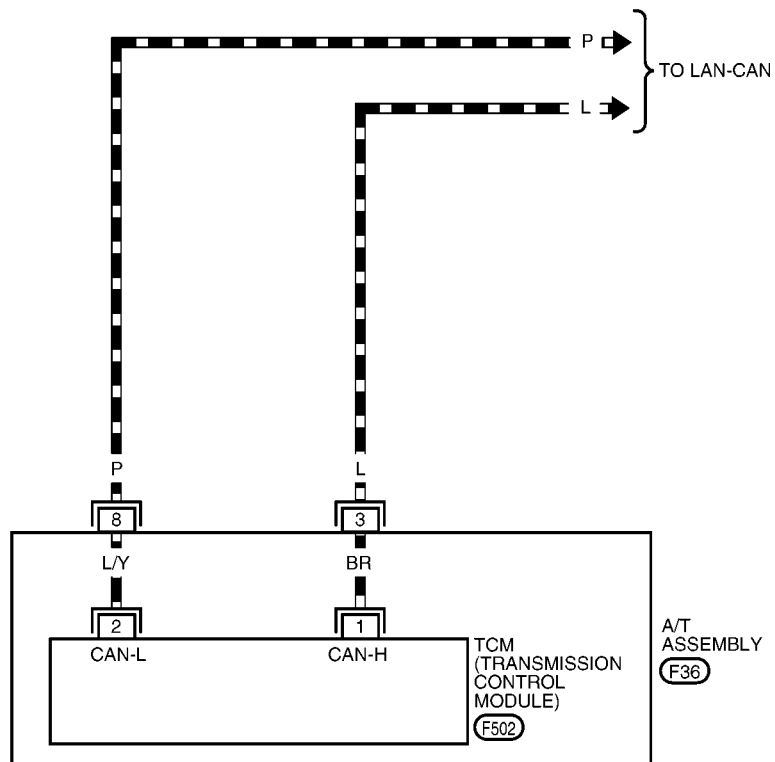 P
TO LAN-CAN
L
P
L
8
3
L/Y
BR
2
1
CAN-L
CAN-H
TCM
(TRANSMISSION
CONTROL
MODULE)
F502
A/T
ASSEMBLY
F36